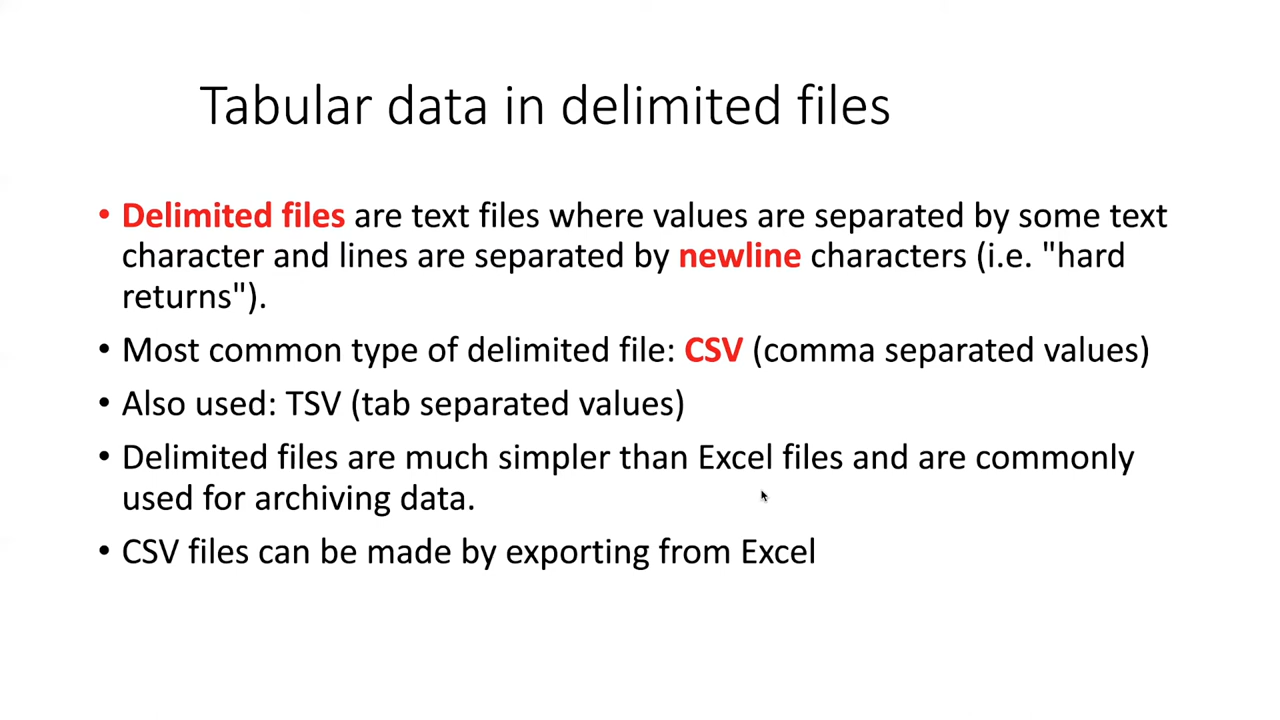 Tabular data in delimited files
• Delimited files are text files where values are separated by some text
character and lines are separated by newline characters (i.e. "hard
returns").
• Most common type of delimited file: CSV (comma separated values)
• Also used: TSV (tab separated values)
• Delimited files are much simpler than Excel files and are commonly
used for archiving data.
• CSV files can be made by exporting from Excel